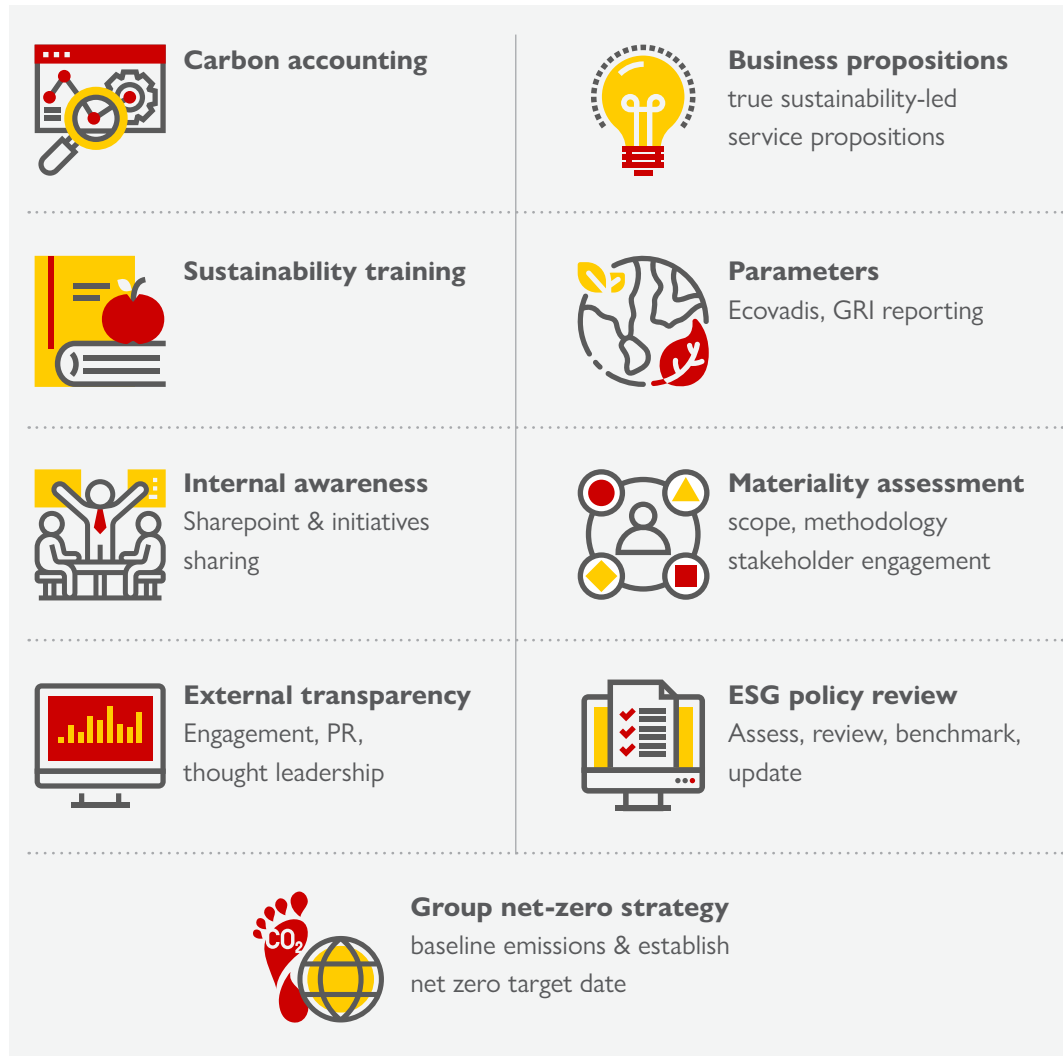 Carbon accounting
Business propositions
true sustainability-led
service propositions
Sustainability training
Parameters
Ecovadis, GRI reporting
Internal awareness
Sharepoint & initiatives
sharing
Materiality assessment
scope, methodology
stakeholder engagement
External transparency
Engagement, PR,
thought leadership
ESG policy review
Assess, review, benchmark,
update
Group net-zero strategy
baseline emissions & establish
net zero target date
CO₂